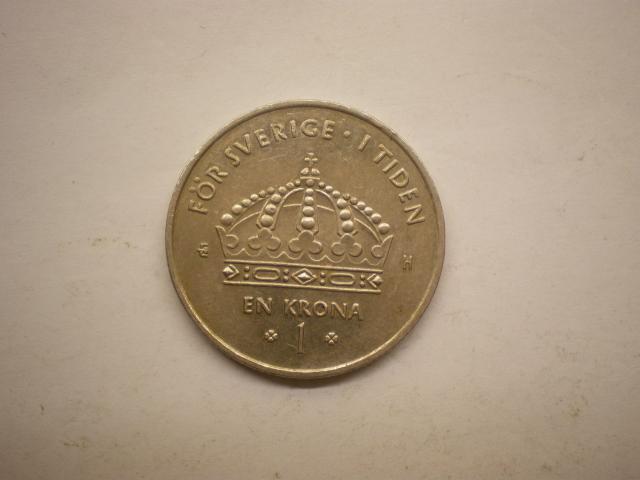 FÖR SVERIGE · I TIDEN
H
EN KRONA
1